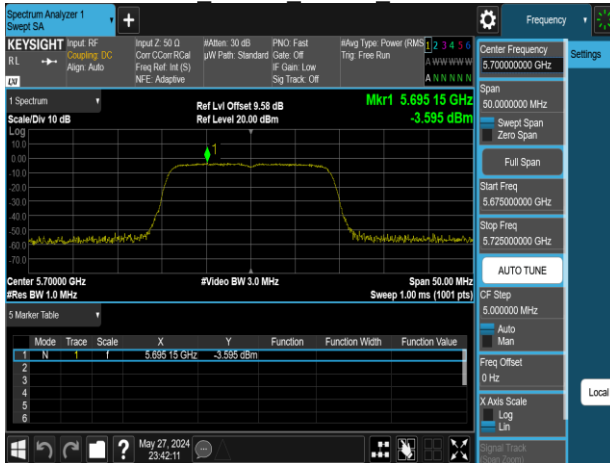 Spectrum Analyzer 1
Swept SA
+
Frequency
KEYSIGHT
RL
LXI
Input: RF
Coupling: DC
Align: Auto
Input Z: 50 Ω
Corr CCorr RCal
Freq Ref: Int (S)
NFE: Adaptive
#Atten: 30 dB
µW Path: Standard
PNO: Fast
Gate: Off
IF Gain: Low
Sig Track: Off
#Avg Type: Power (RMS
Trig: Free Run
1 2 3 4 5 6
A W W W W W
A N N N N N
1 Spectrum
Scale/Div 10 dB
Ref Lvl Offset 9.58 dB
Ref Level 20.00 dBm
Mkr1 5.695 15 GHz
-3.595 dBm
Log
10.0
0.00
-10.0
-20.0
-30.0
-40.0
-50.0
-60.0
-70.0
1
Center 5.70000 GHz
#Res BW 1.0 MHz
#Video BW 3.0 MHz
Span 50.00 MHz
Sweep 1.00 ms (1001 pts)
5 Marker Table
Mode Trace Scale X Y Function Function Width Function Value
1 N 1 f 5.695 15 GHz -3.595 dBm
2
3
4
5
6
May 27, 2024
23:42:11
?
Center Frequency
5.700000000 GHz
Settings
Span
50.0000000 MHz
Swept Span
Zero Span
Full Span
Start Freq
5.675000000 GHz
Stop Freq
5.725000000 GHz
AUTO TUNE
CF Step
5.000000 MHz
Auto
Man
Freq Offset
0 Hz
X Axis Scale
Log
Lin
Signal Track
(Span Zoom)
Local